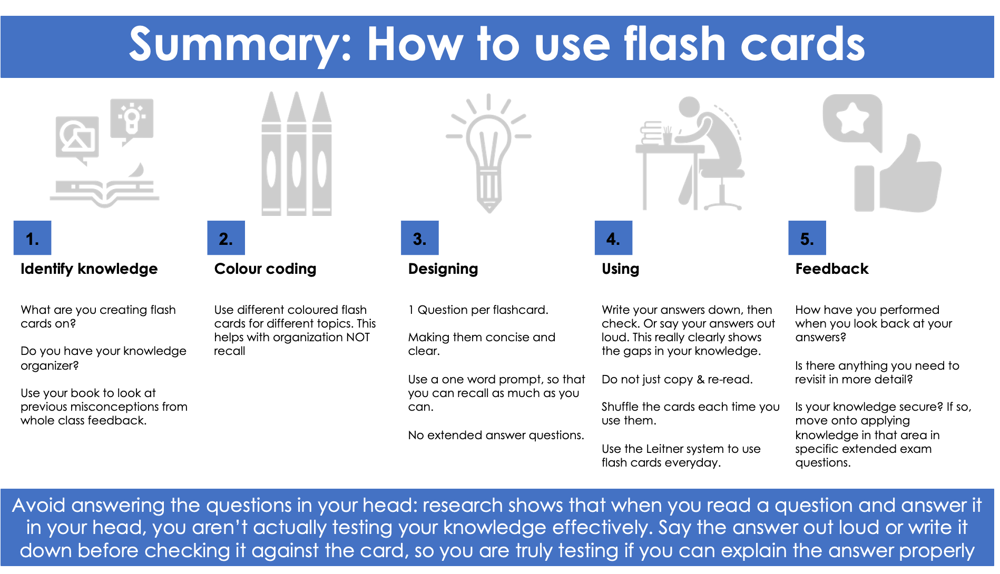 Summary: How to use flash cards
1.
Identify knowledge
What are you creating flash
cards on?
Do you have your knowledge
organizer?
Use your book to look at
previous misconceptions from
whole class feedback.
2.
Colour coding
Use different coloured flash
cards for different topics. This
helps with organization NOT
recall
3.
Designing
1 Question per flashcard.
Making them concise and
clear.
Use a one word prompt, so that
you can recall as much as you
can.
No extended answer questions.
4.
Using
Write your answers down, then
check. Or say your answers out
loud. This really clearly shows
the gaps in your knowledge.
Do not just copy & re-read.
Shuffle the cards each time you
use them.
Use the Leitner system to use
flash cards everyday.
5.
Feedback
How have you performed
when you look back at your
answers?
Is there anything you need to
revisit in more detail?
Is your knowledge secure? If so,
move onto applying
knowledge in that area in
specific extended exam
questions.
Avoid answering the questions in your head: research shows that when you read a question and answer it
in your head, you aren’t actually testing your knowledge effectively. Say the answer out loud or write it
down before checking it against the card, so you are truly testing if you can explain the answer properly